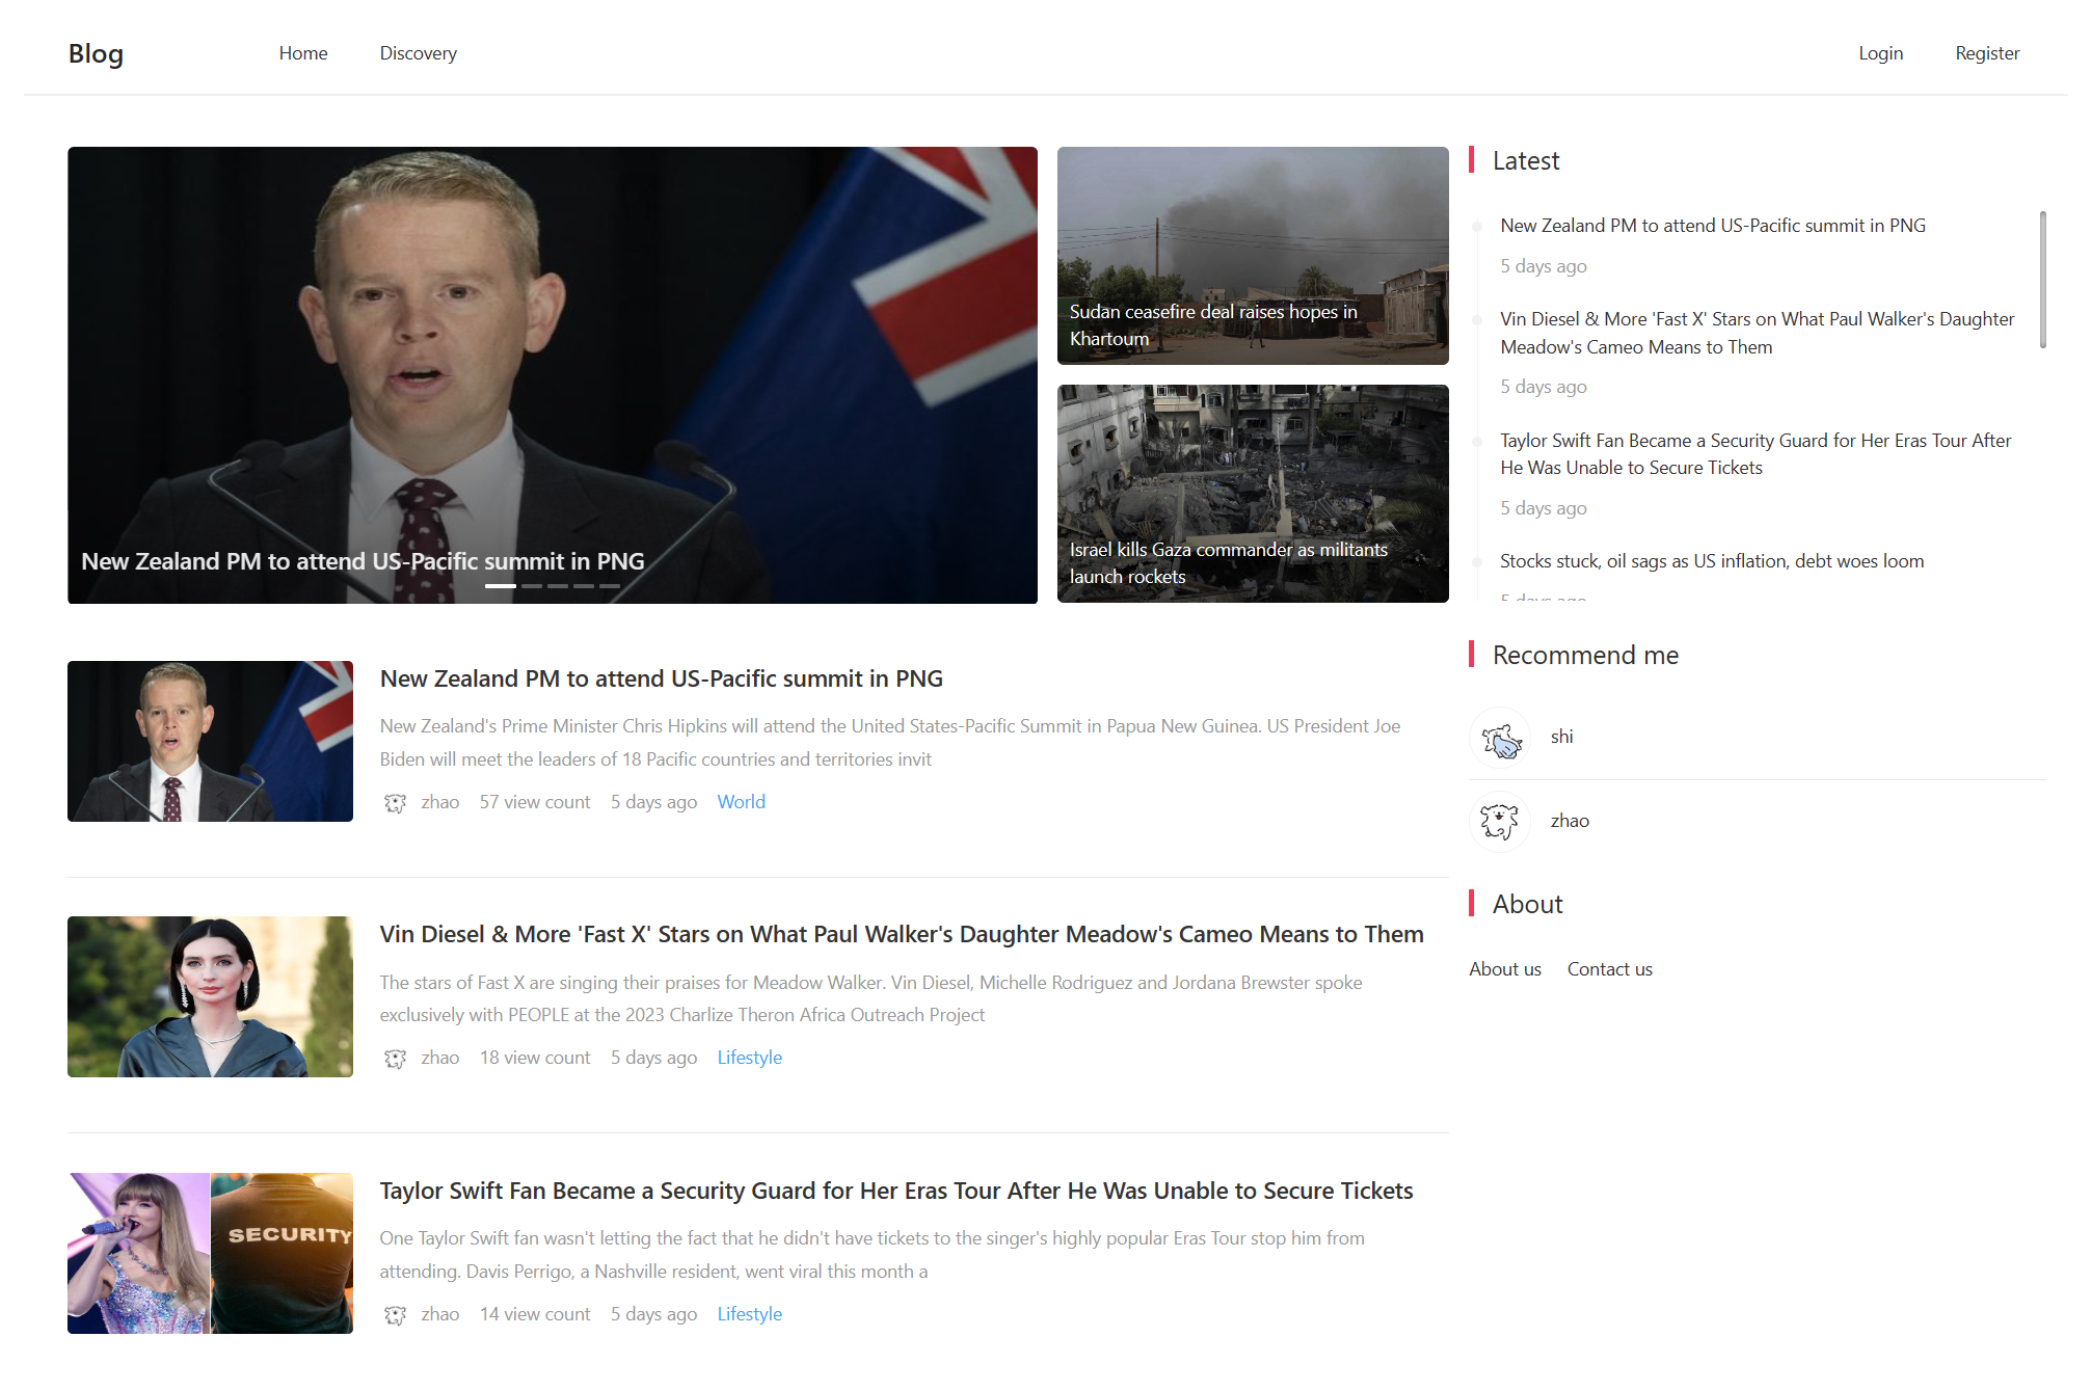 Blog
Home
Discovery
Login
Register
New Zealand PM to attend US-Pacific summit in PNG
Sudan ceasefire deal raises hopes in
Khartoum
Israel kills Gaza commander as militants
launch rockets
Latest
New Zealand PM to attend US-Pacific summit in PNG
5 days ago
Vin Diesel & More 'Fast X' Stars on What Paul Walker's Daughter
Meadow's Cameo Means to Them
5 days ago
Taylor Swift Fan Became a Security Guard for Her Eras Tour After
He Was Unable to Secure Tickets
5 days ago
Stocks stuck, oil sags as US inflation, debt woes loom
5 days ago
New Zealand PM to attend US-Pacific summit in PNG
New Zealand's Prime Minister Chris Hipkins will attend the United States-Pacific Summit in Papua New Guinea. US President Joe
Biden will meet the leaders of 18 Pacific countries and territories invit
zhao 57 view count 5 days ago World
Vin Diesel & More 'Fast X' Stars on What Paul Walker's Daughter Meadow's Cameo Means to Them
The stars of Fast X are singing their praises for Meadow Walker. Vin Diesel, Michelle Rodriguez and Jordana Brewster spoke
exclusively with PEOPLE at the 2023 Charlize Theron Africa Outreach Project
zhao 18 view count 5 days ago Lifestyle
SECURITY
Taylor Swift Fan Became a Security Guard for Her Eras Tour After He Was Unable to Secure Tickets
One Taylor Swift fan wasn't letting the fact that he didn't have tickets to the singer's highly popular Eras Tour stop him from
attending. Davis Perrigo, a Nashville resident, went viral this month a
zhao 14 view count 5 days ago Lifestyle
Recommend me
shi
zhao
About
About us
Contact us